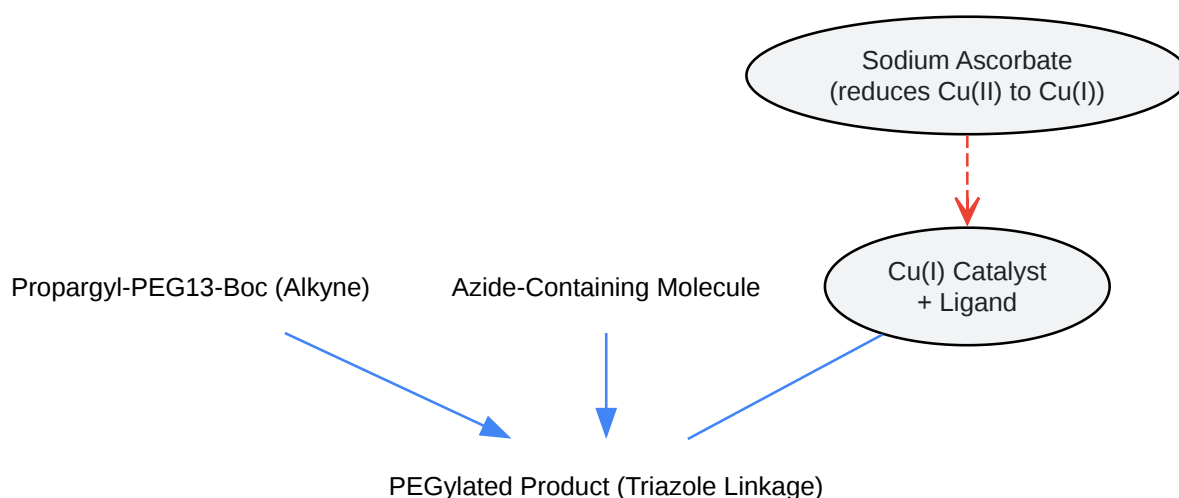 Sodium Ascorbate
(reduces Cu(II) to Cu(I))
Propargyl-PEG13-Boc (Alkyne)
Azide-Containing Molecule
Cu(I) Catalyst
+ Ligand
PEGylated Product (Triazole Linkage)